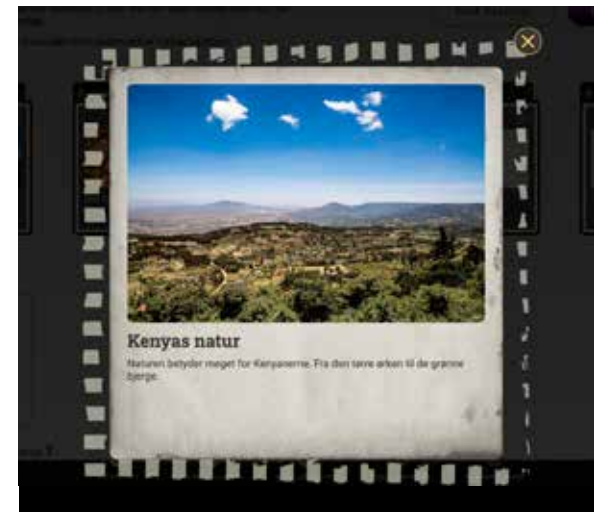 Kenyas natur
Naturen betyder meget for Kenyanerne. Fra den tørre ørken til de grønne
bjerge.